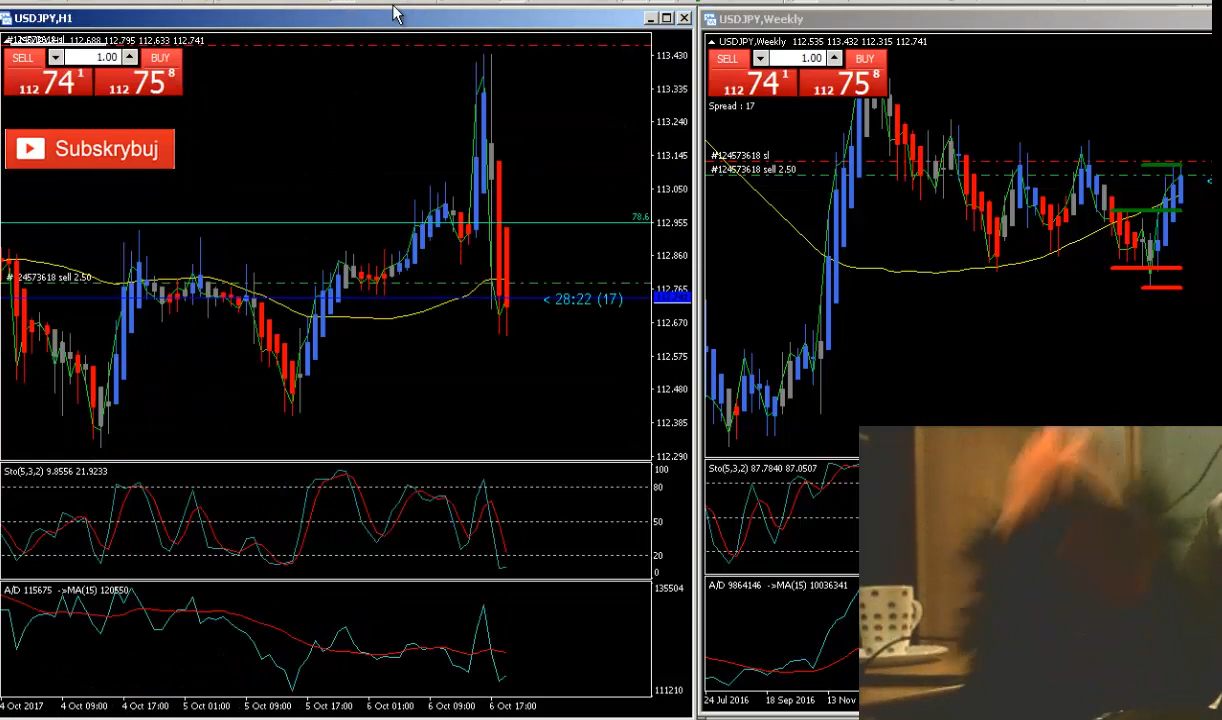 USDJPY,H1
112.688 112.795 112.633 112.741
SELL 1.00 BUY
112 74 1 112 75 8
Subskrybuj
78.6
#124573618 sell 2.50
< 28:22 (17)
113.430
113.335
113.240
113.145
113.050
112.955
112.860
112.765
112.670
112.575
112.480
112.385
112.290
Sto(5,3,2) 9.8556 21.9233
100
80
50
20
0
A/D 115675 ->MA(15) 120550
135504
111210
4 Oct 2017 4 Oct 09:00 4 Oct 17:00 5 Oct 01:00 5 Oct 09:00 5 Oct 17:00 6 Oct 01:00 6 Oct 09:00 6 Oct 17:00
USDJPY,Weekly
USDJPY,Weekly 112.535 113.432 112.315 112.741
SELL 1.00 BUY
112 74 1 112 75 8
Spread : 17
#124573618 sl
#124573618 sell 2.50
<
Sto(5,3,2) 87.7840 87.0507
A/D 9864146 ->MA(15) 10036341
24 Jul 2016 18 Sep 2016 13 Nov